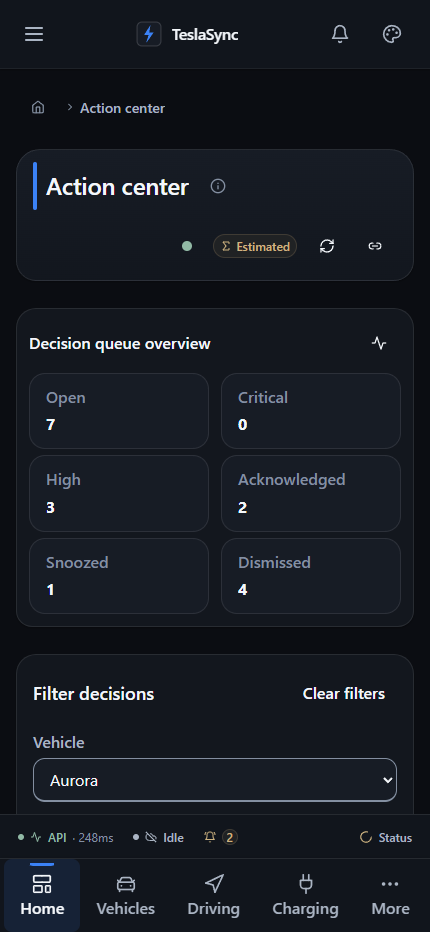 TeslaSync
Action center
Action center
Σ Estimated
Decision queue overview
Open
7
Critical
0
High
3
Acknowledged
2
Snoozed
1
Dismissed
4
Filter decisions
Clear filters
Vehicle
Aurora
API · 248ms
Idle
2
Status
Home
Vehicles
Driving
Charging
More